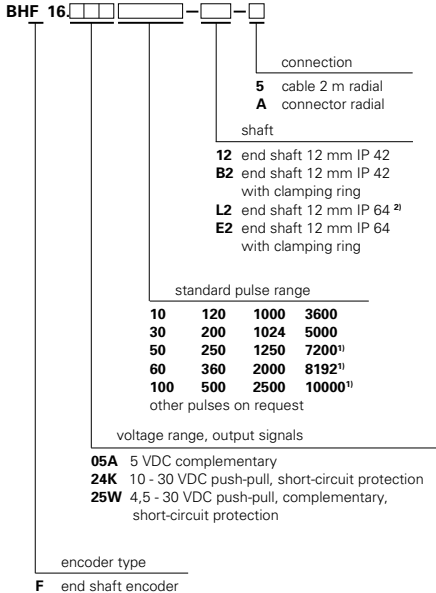 BHF 16. - -
connection
5 cable 2 m radial
A connector radial
shaft
12 end shaft 12 mm IP 42
B2 end shaft 12 mm IP 42
with clamping ring
L2 end shaft 12 mm IP 64 2)
E2 end shaft 12 mm IP 64
with clamping ring
standard pulse range
10 120 1000 3600
30 200 1024 5000
50 250 1250 7200 1)
60 360 2000 8192 1)
100 500 2500 10000 1)
other pulses on request
voltage range, output signals
05A 5 VDC complementary
24K 10 - 30 VDC push-pull, short-circuit protection
25W 4,5 - 30 VDC push-pull, complementary,
short-circuit protection
encoder type
F end shaft encoder